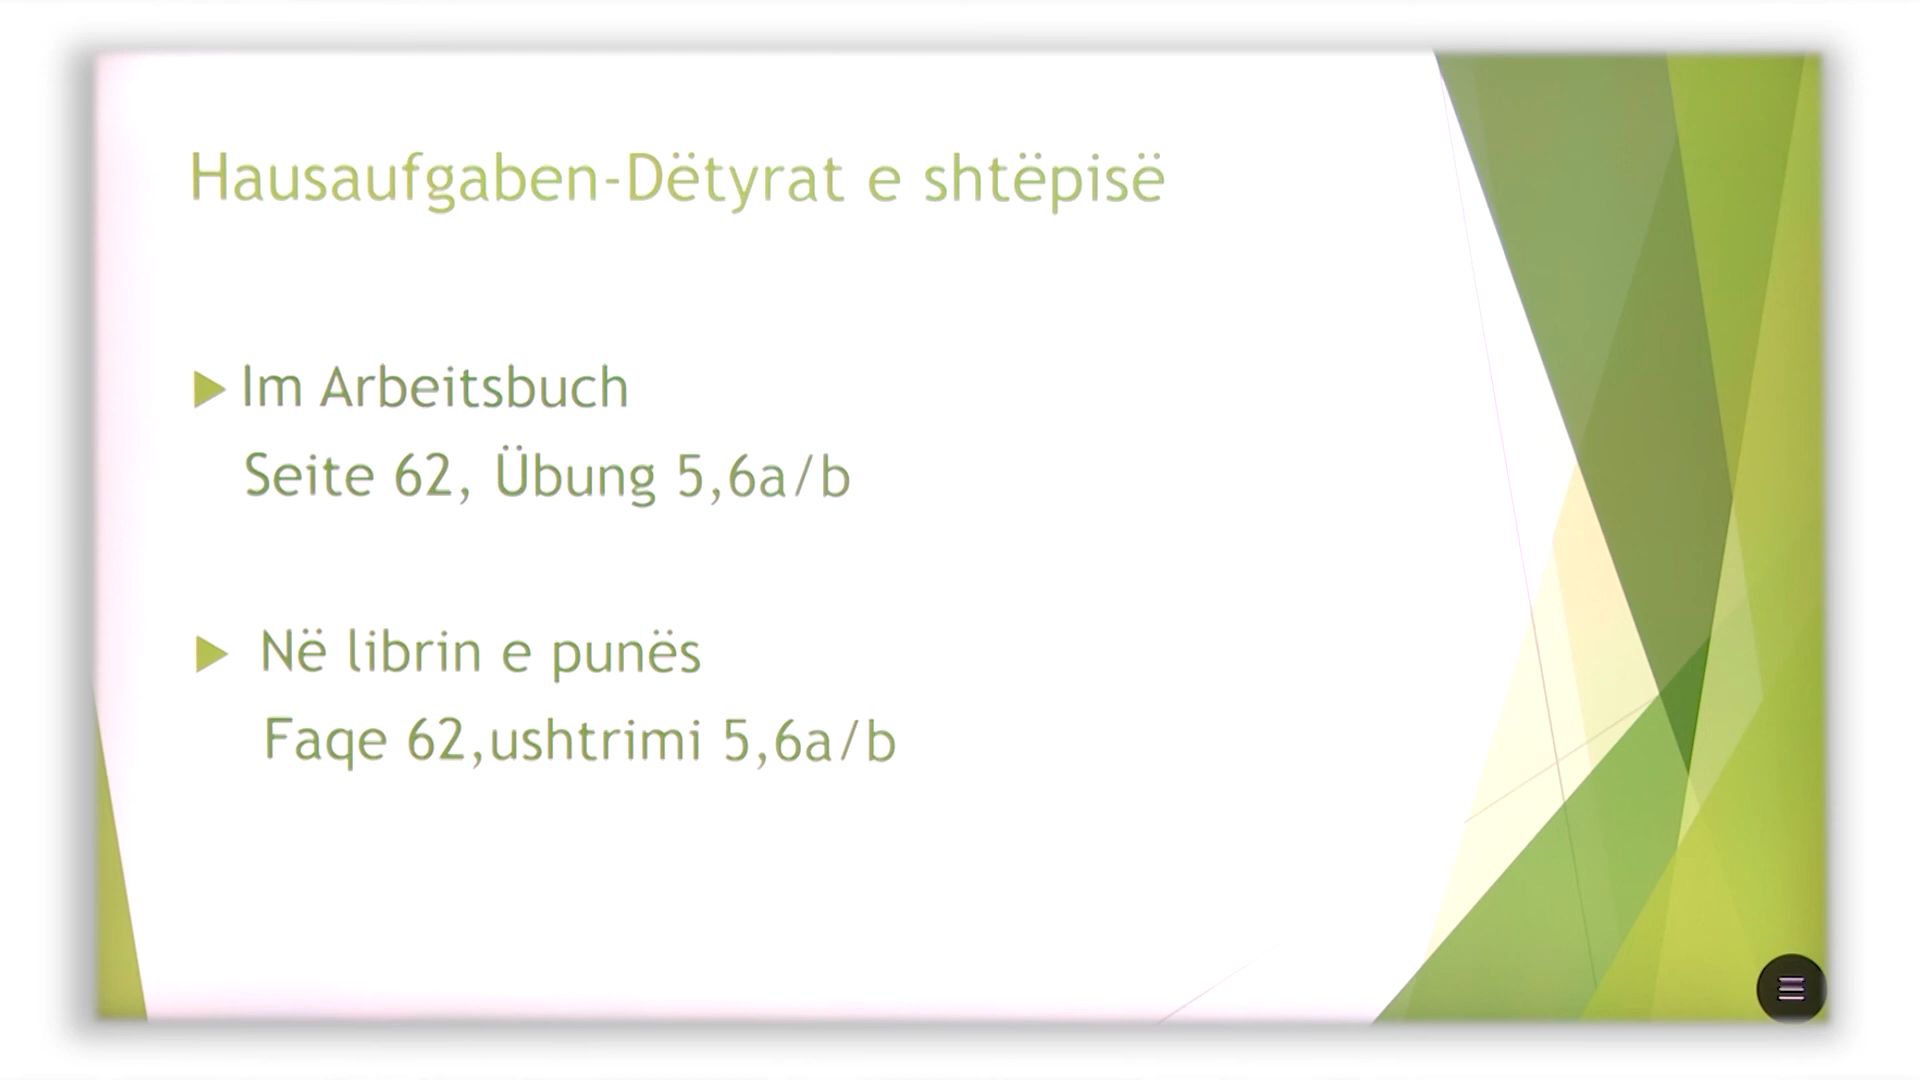 Hausaufgaben-Dëtyrat e shtëpisë
Im Arbeitsbuch
Seite 62, Übung 5,6a/b
Në librin e punës
Faqe 62,ushtrimi 5,6a/b